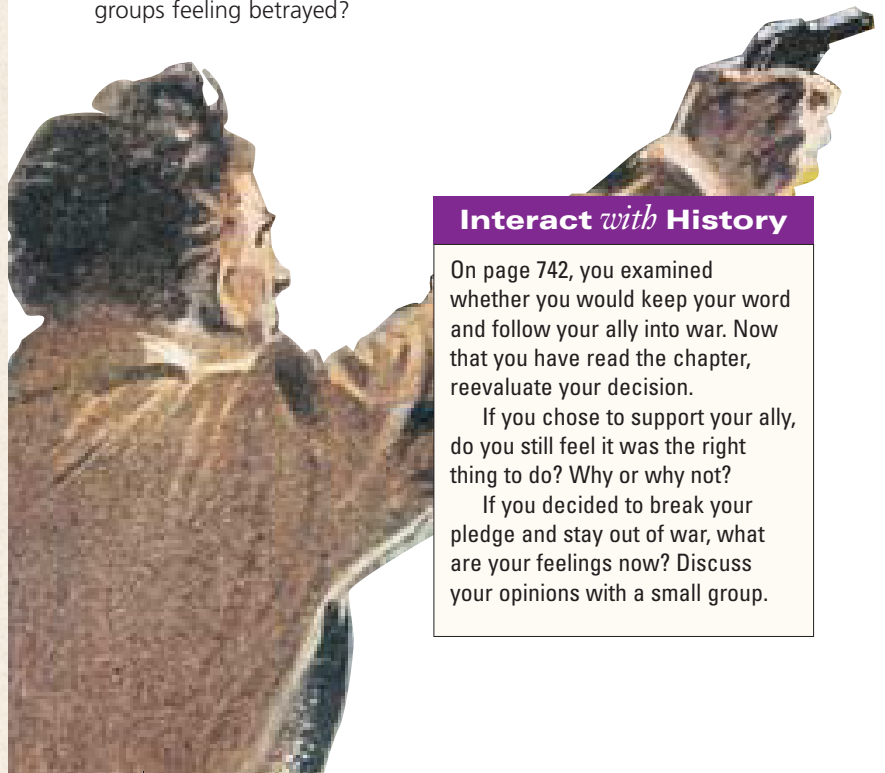 groups feeling betrayed?
Interact with History
On page 742, you examined
whether you would keep your word
and follow your ally into war. Now
that you have read the chapter,
reevaluate your decision.
If you chose to support your ally,
do you still feel it was the right
thing to do? Why or why not?
If you decided to break your
pledge and stay out of war, what
are your feelings now? Discuss
your opinions with a small group.